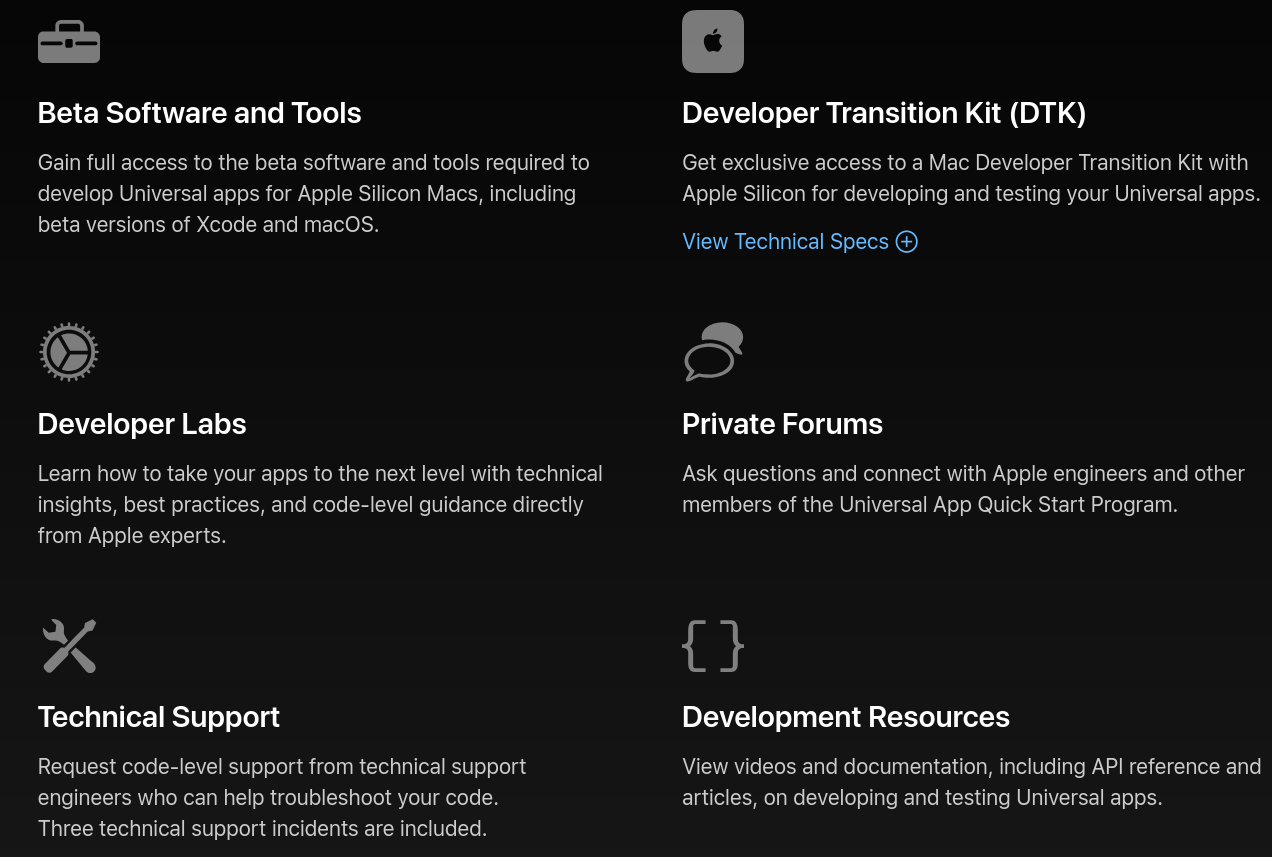 Beta Software and Tools
Gain full access to the beta software and tools required to
develop Universal apps for Apple Silicon Macs, including
beta versions of Xcode and macOS.
Developer Transition Kit (DTK)
Get exclusive access to a Mac Developer Transition Kit with
Apple Silicon for developing and testing your Universal apps.
View Technical Specs
Developer Labs
Learn how to take your apps to the next level with technical
insights, best practices, and code-level guidance directly
from Apple experts.
Private Forums
Ask questions and connect with Apple engineers and other
members of the Universal App Quick Start Program.
Technical Support
Request code-level support from technical support
engineers who can help troubleshoot your code.
Three technical support incidents are included.
Development Resources
View videos and documentation, including API reference and
articles, on developing and testing Universal apps.